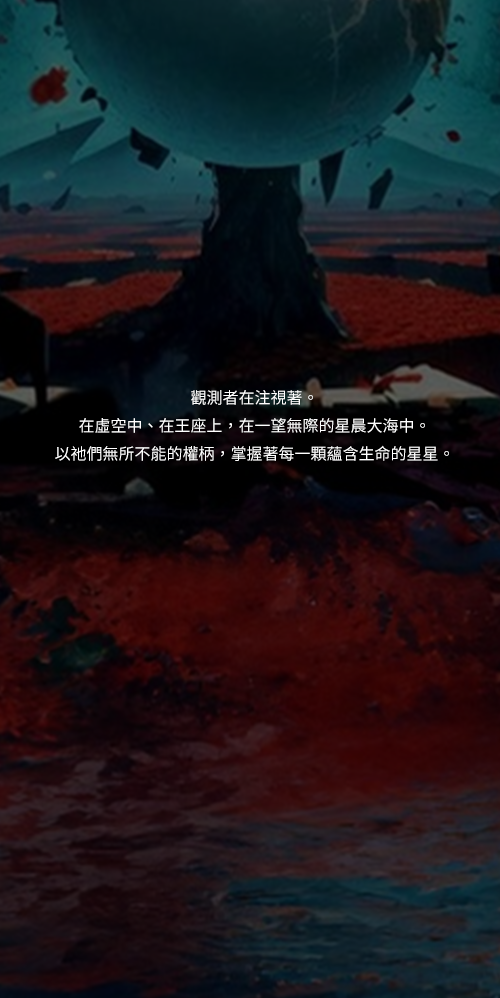 觀測者在注視著。
在虛空中、在王座上，在一望無際的星晨大海中。
以祂們無所不能的權柄，掌握著每一顆蘊含生命的星星。